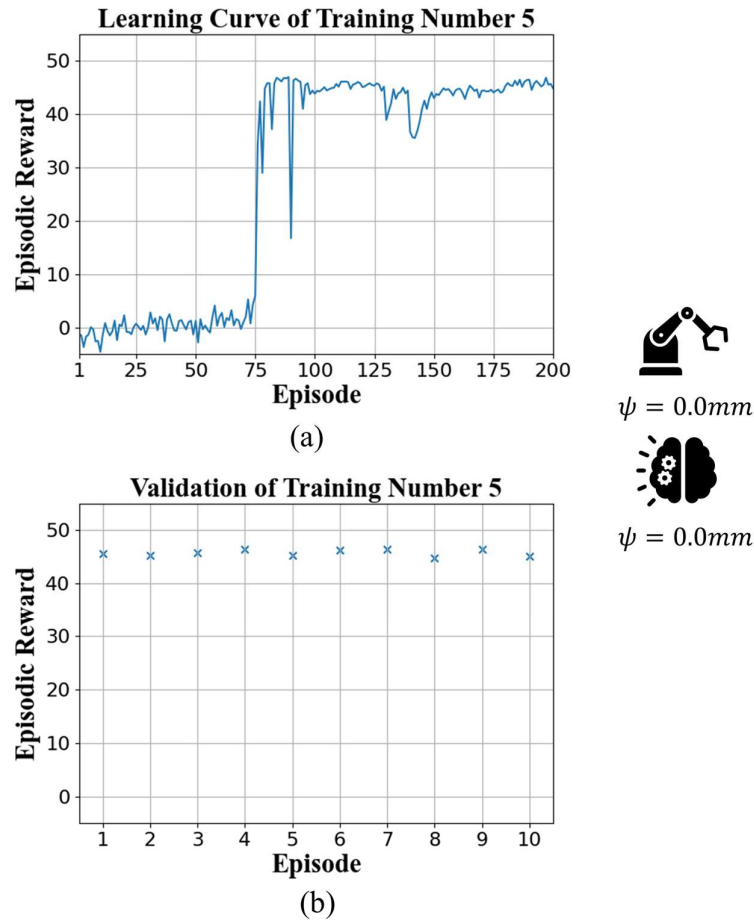 Learning Curve of Training Number 5
50
40
30
20
10
0
Episodic Reward
1 25 50 75 100 125 150 175 200
Episode
(a)
ψ = 0.0mm
ψ = 0.0mm
Validation of Training Number 5
50
40
30
20
10
0
Episodic Reward
1 2 3 4 5 6 7 8 9 10
Episode
(b)